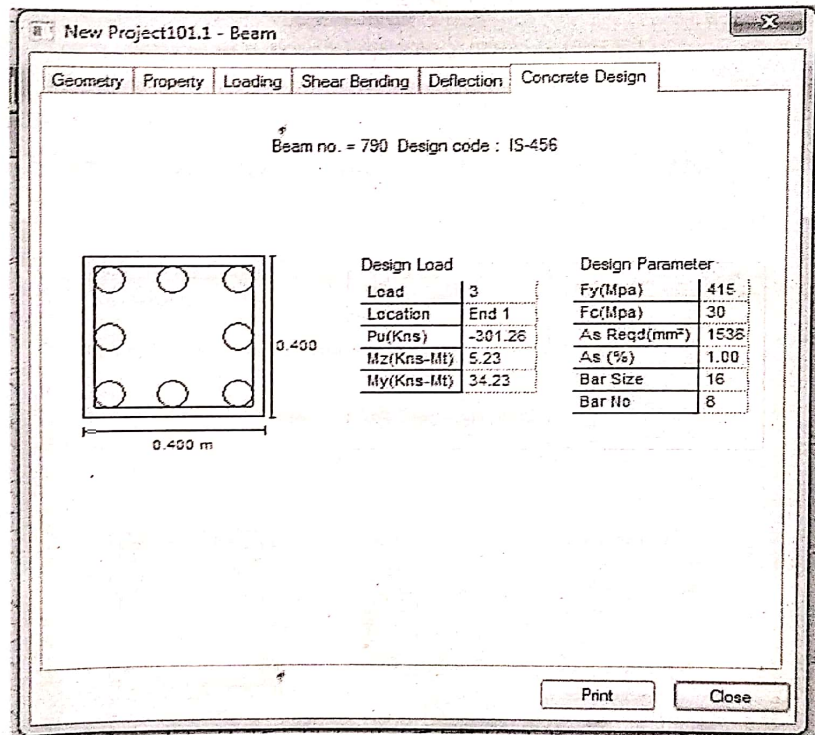 New Project101.1 - Beam
Geometry Property Loading Shear Bending Deflection Concrete Design
Beam no. = 790 Design code : IS-456
Design Load
Load 3
Location End 1
Pu(Kns) -301.26
Mz(Kns-Mt) 5.23
My(Kns-Mt) 34.23
Design Parameter
Fy(Mpa) 415
Fc(Mpa) 30
As Reqd(mm²) 1536
As (%) 1.00
Bar Size 16
Bar No 8
0.400
0.400 m
Print Close